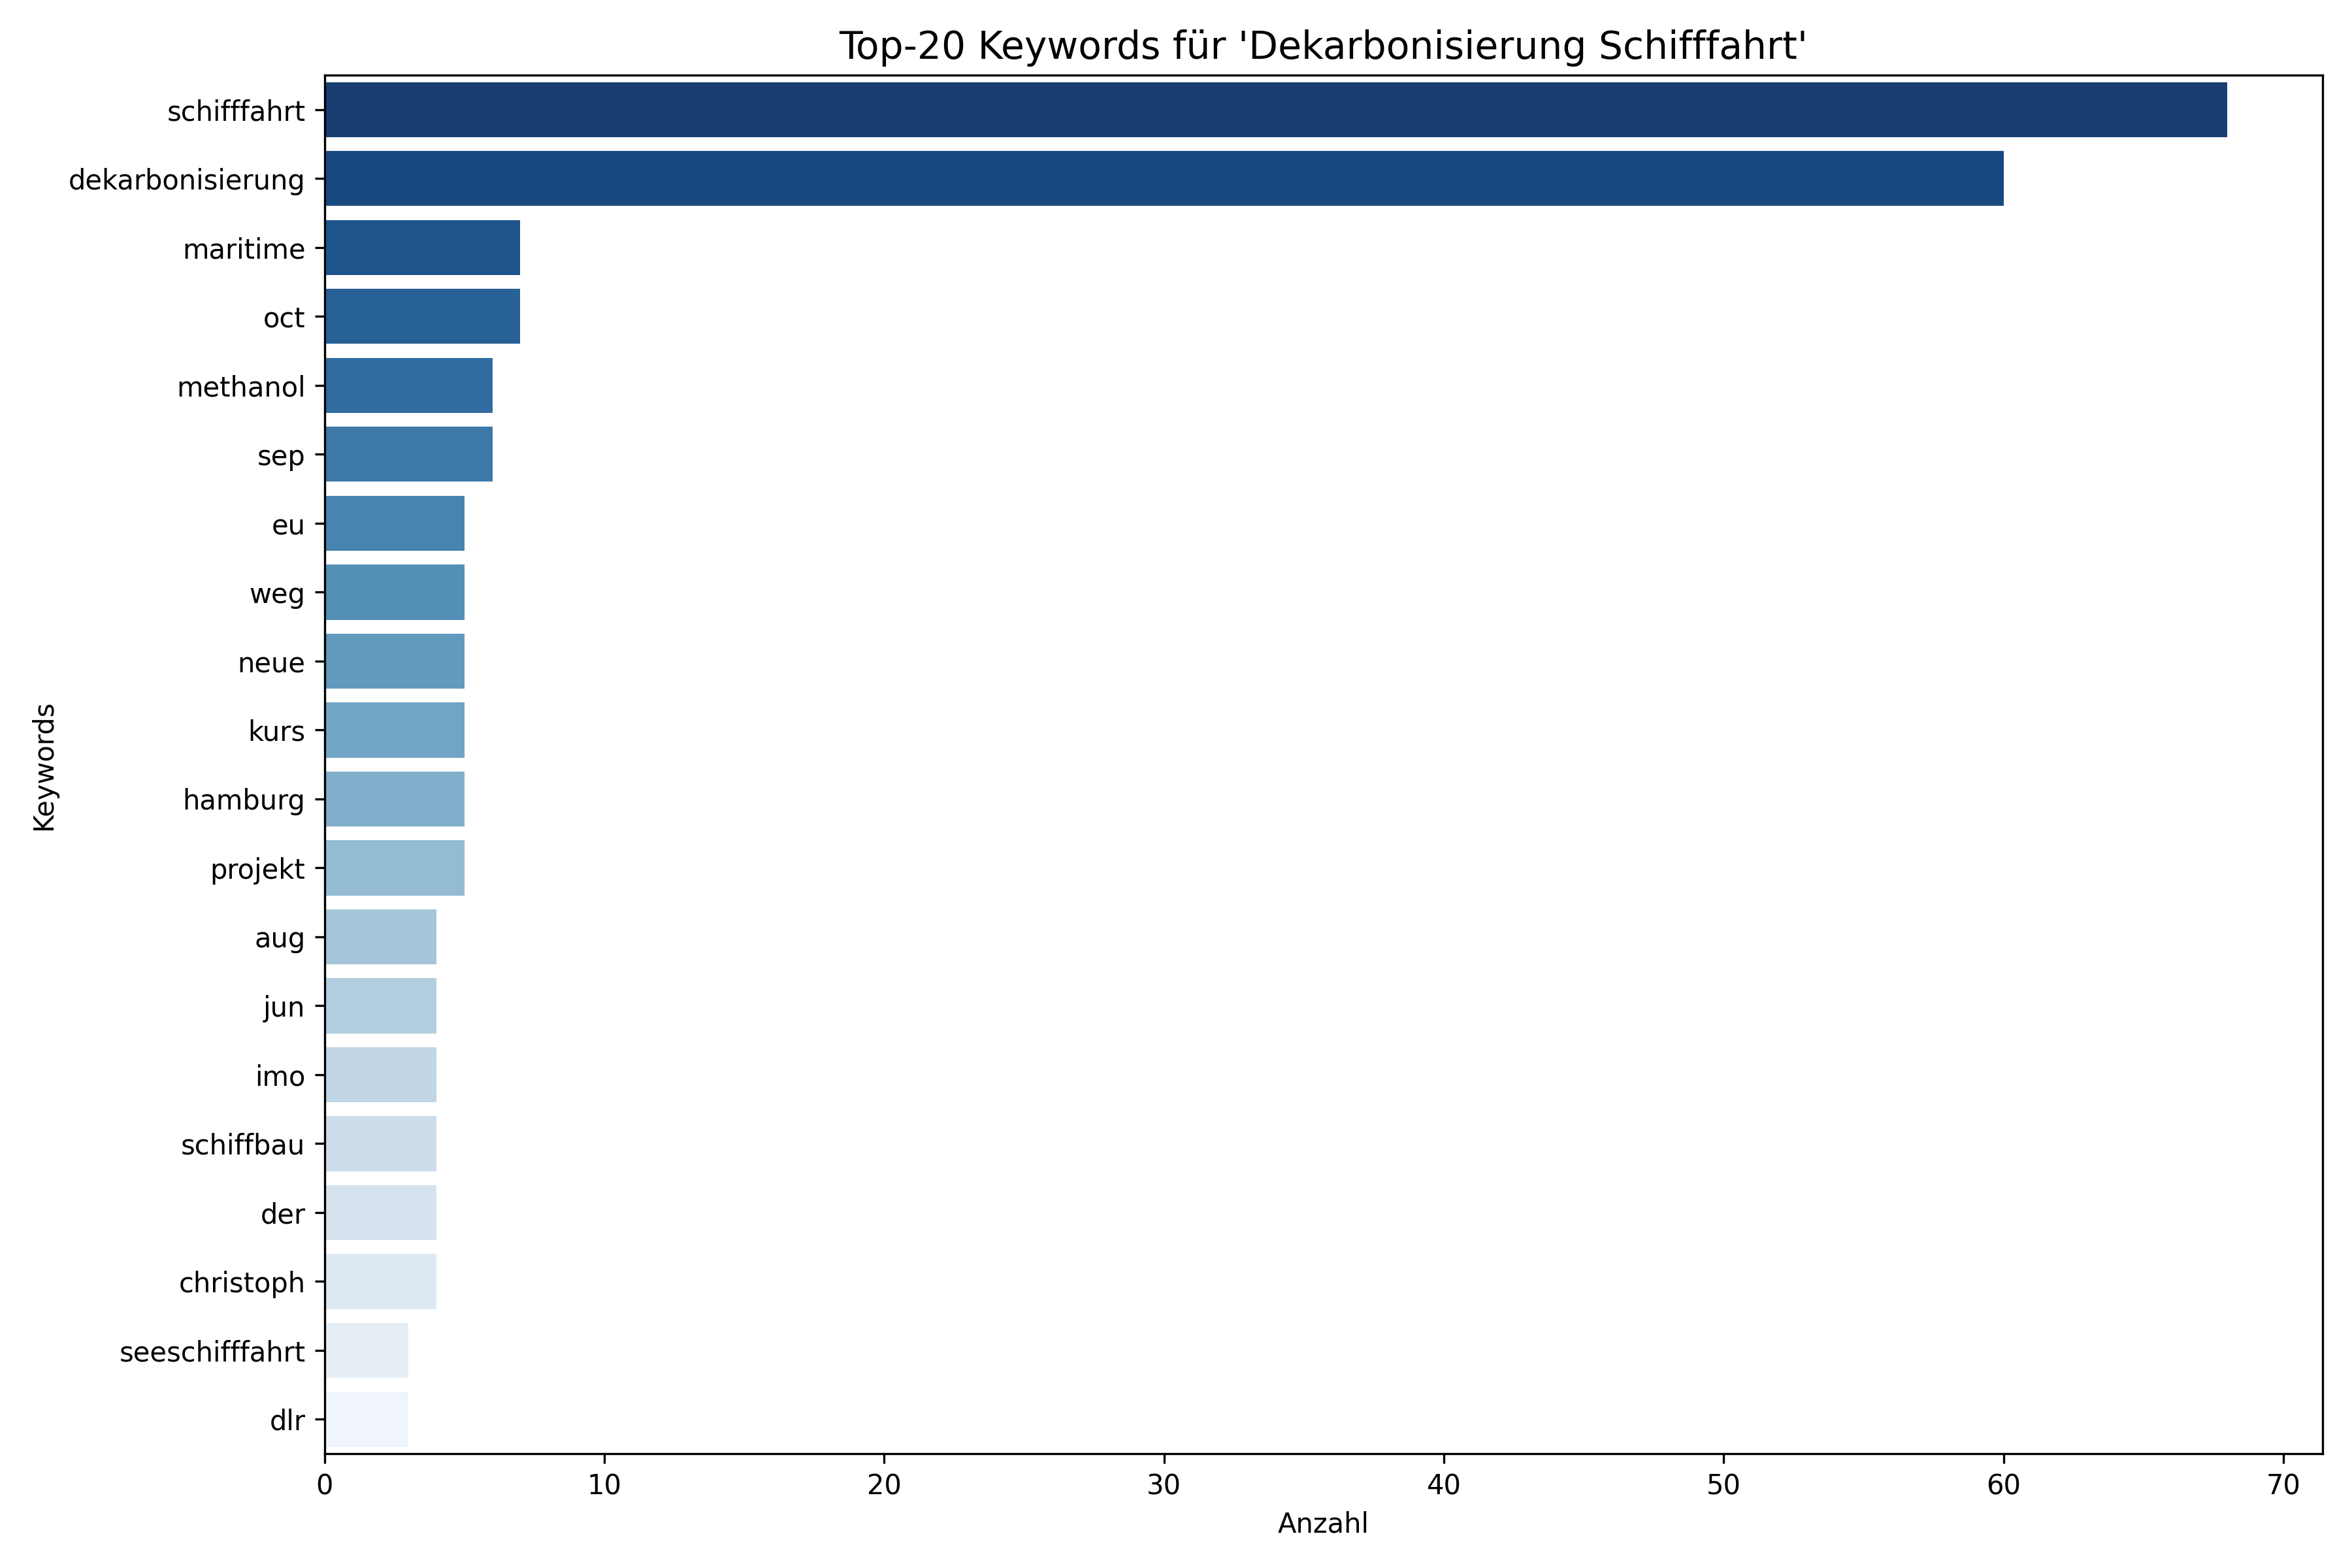 Top-20 Keywords für 'Dekarbonisierung Schifffahrt'
schifffahrt
dekarbonisierung
maritime
oct
methanol
sep
eu
weg
neue
kurs
hamburg
projekt
aug
jun
imo
schiffbau
der
christoph
seeschifffahrt
dlr
Keywords
0 10 20 30 40 50 60 70
Anzahl